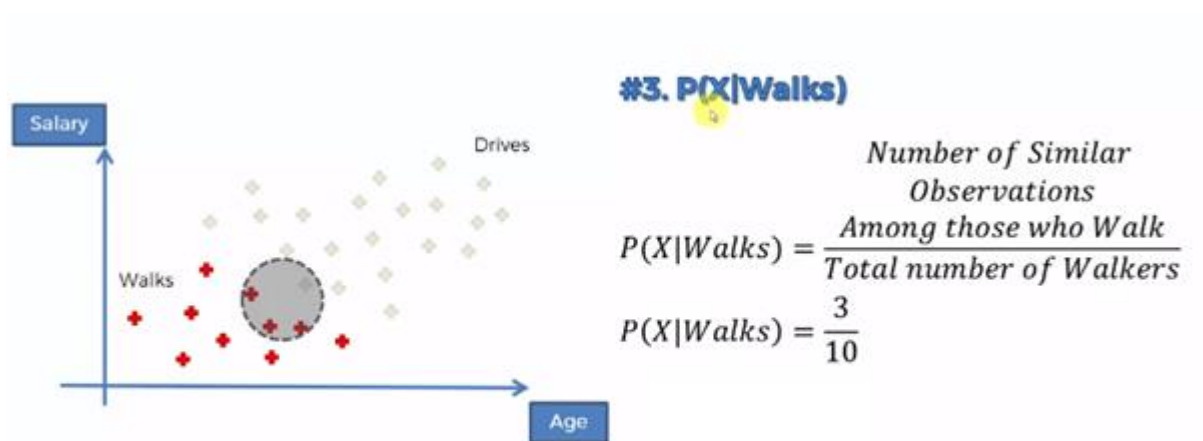 #3. P(X|Walks)
Salary
Drives
Number of Similar
Observations
Among those who Walk
P(X|Walks) =
Total number of Walkers
Walks
3
P(X|Walks) =
10
Age